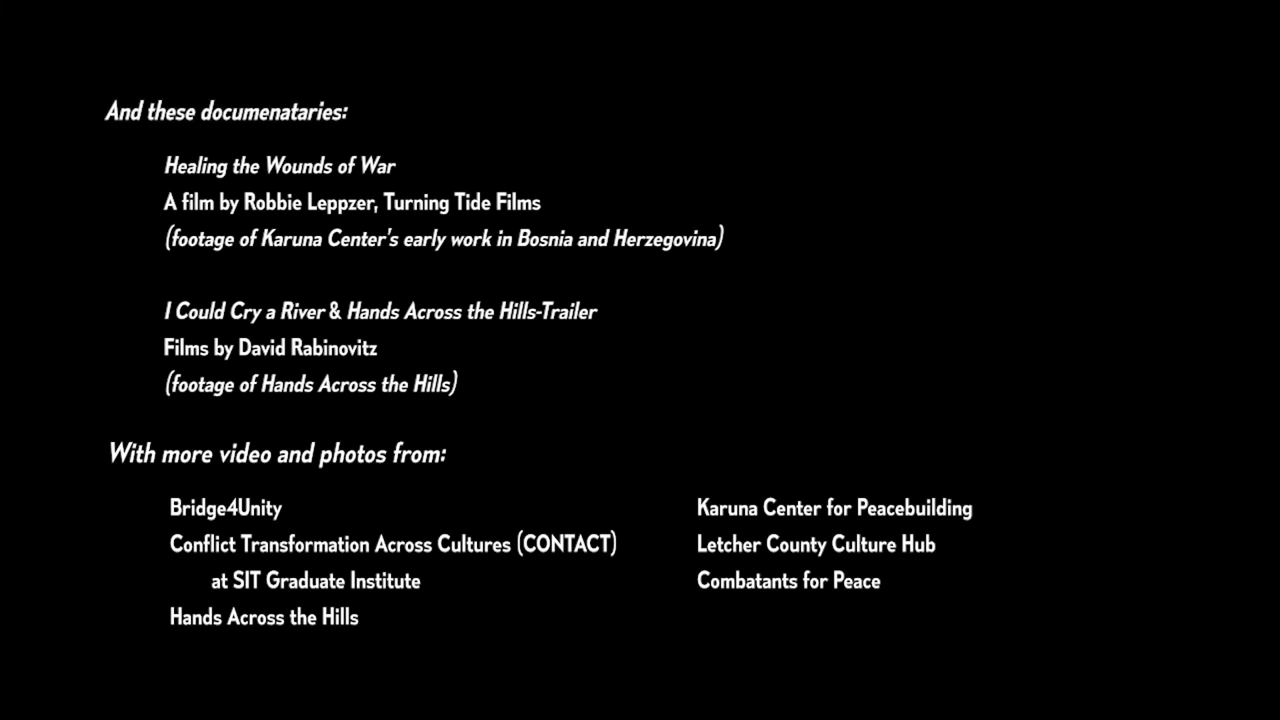 And these documenataries:
Healing the Wounds of War
A film by Robbie Leppzer, Turning Tide Films
(footage of Karuna Center's early work in Bosnia and Herzegovina)
I Could Cry a River & Hands Across the Hills-Trailer
Films by David Rabinovitz
(footage of Hands Across the Hills)
With more video and photos from:
Bridge4Unity
Conflict Transformation Across Cultures (CONTACT)
at SIT Graduate Institute
Hands Across the Hills
Karuna Center for Peacebuilding
Letcher County Culture Hub
Combatants for Peace